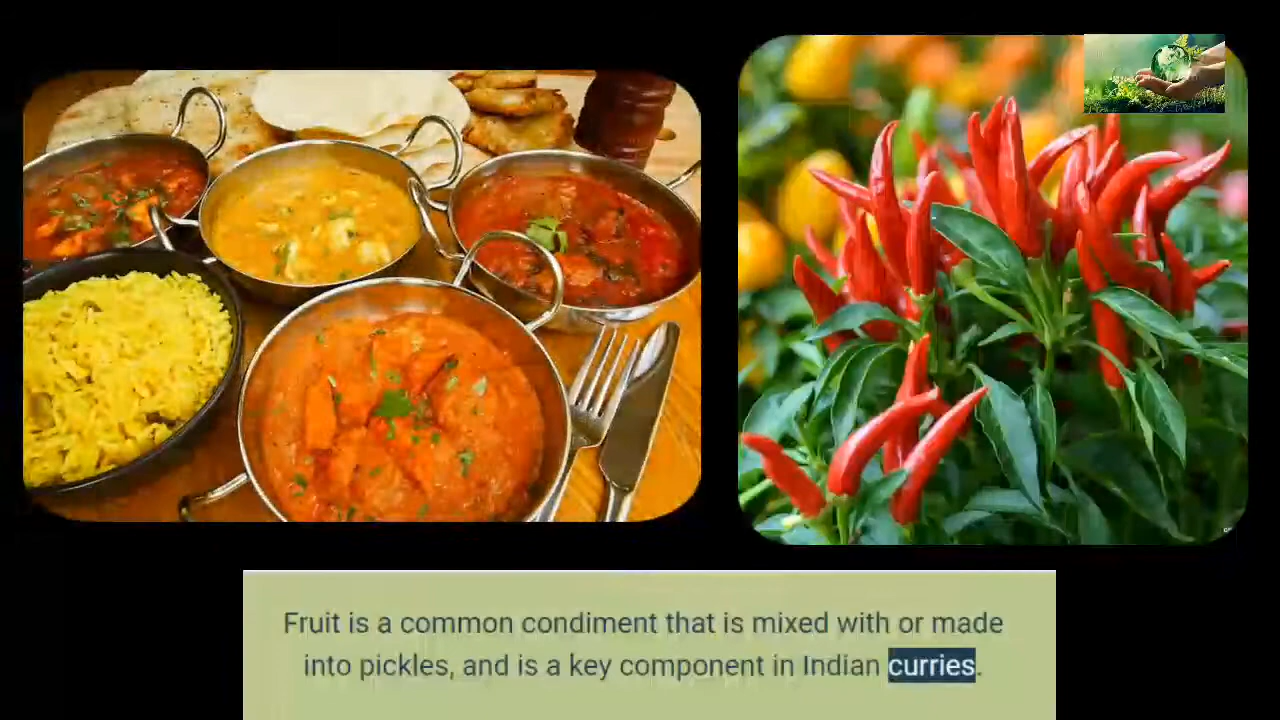 Fruit is a common condiment that is mixed with or made
into pickles, and is a key component in Indian curries.